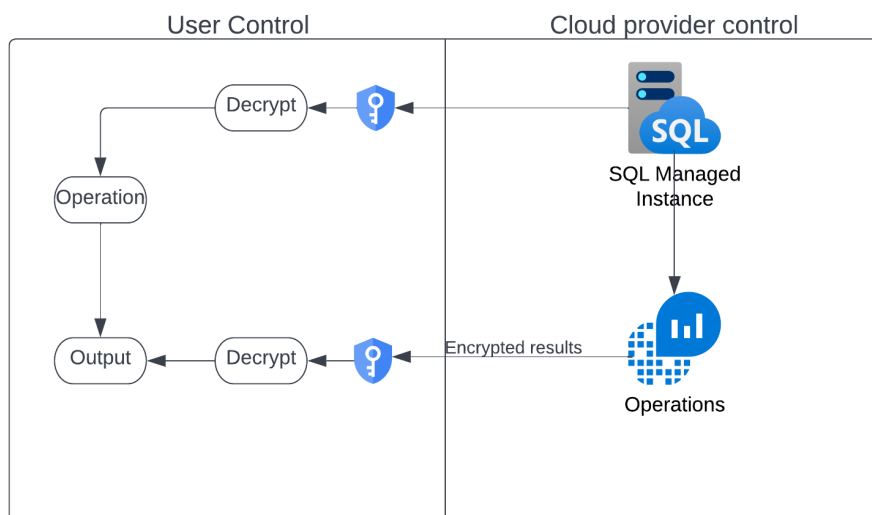 User Control
Cloud provider control
Decrypt
SQL
SQL Managed
Instance
Operation
Output
Decrypt
Encrypted results
Operations